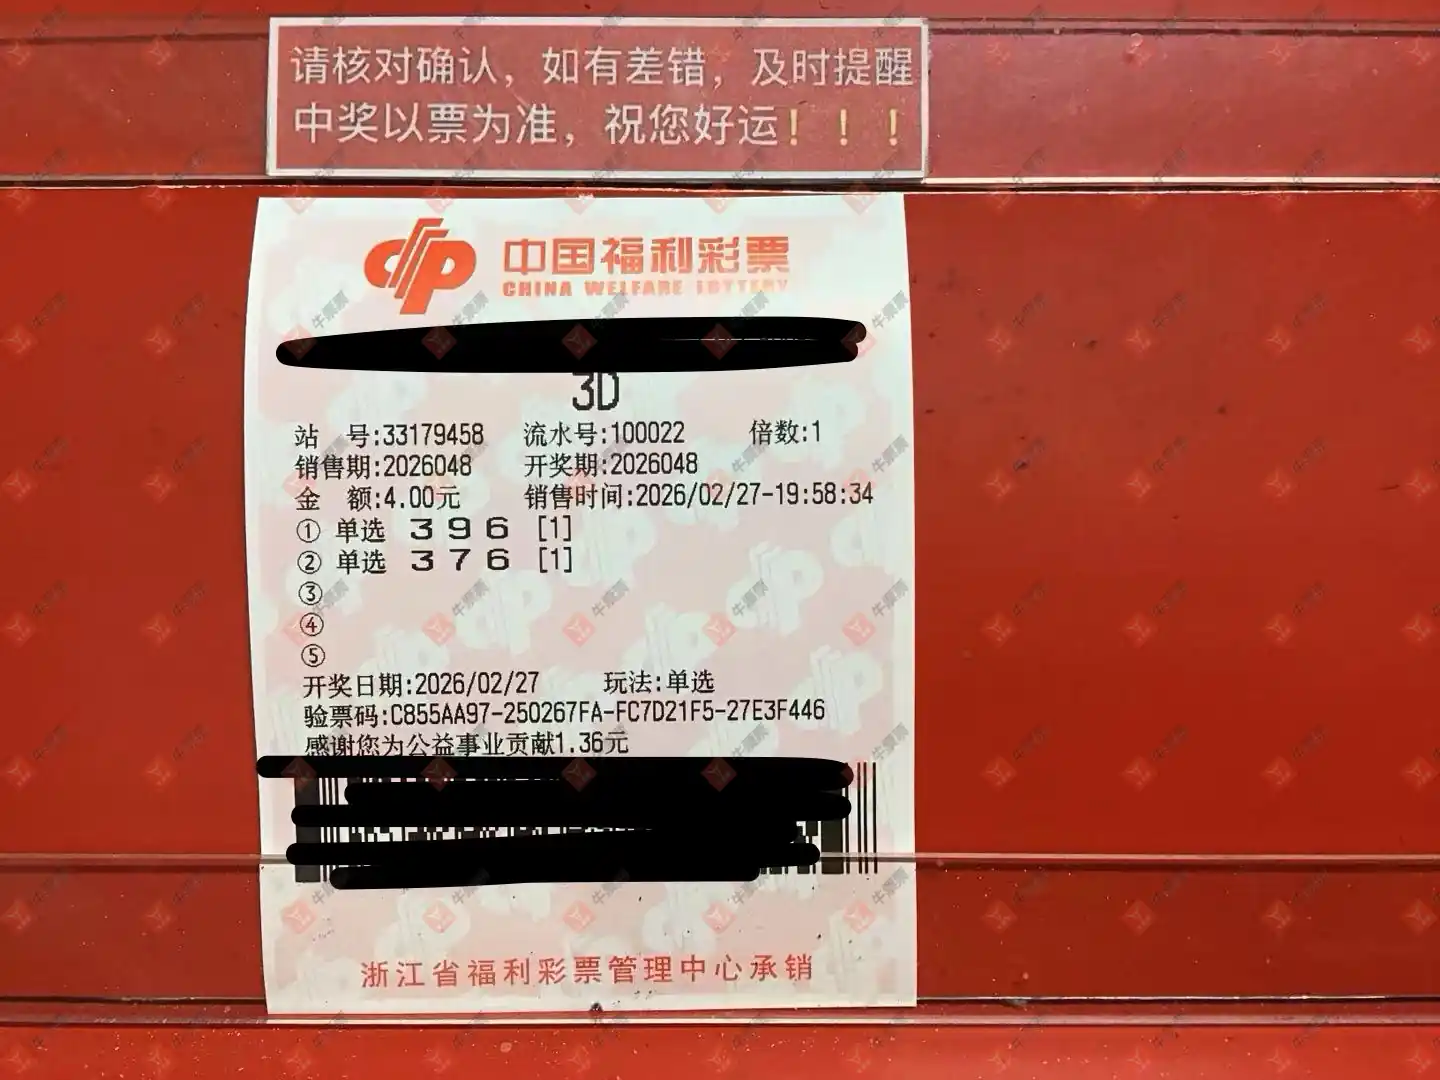 请核对确认，如有差错，及时提醒
中奖以票为准，祝您好运！！！
中国福利彩票
CHINA WELFARE LOTTERY
3D
站 号:33179458 流水号:100022 倍数:1
销售期:2026048 开奖期:2026048
金 额:4.00元 销售时间:2026/02/27-19:58:34
① 单选 3 9 6 [1]
② 单选 3 7 6 [1]
③
④
⑤
开奖日期:2026/02/27 玩法:单选
验票码:C855AA97-250267FA-FC7D21F5-27E3F446
感谢您为公益事业贡献1.36元
浙江省福利彩票管理中心承销
牛票票